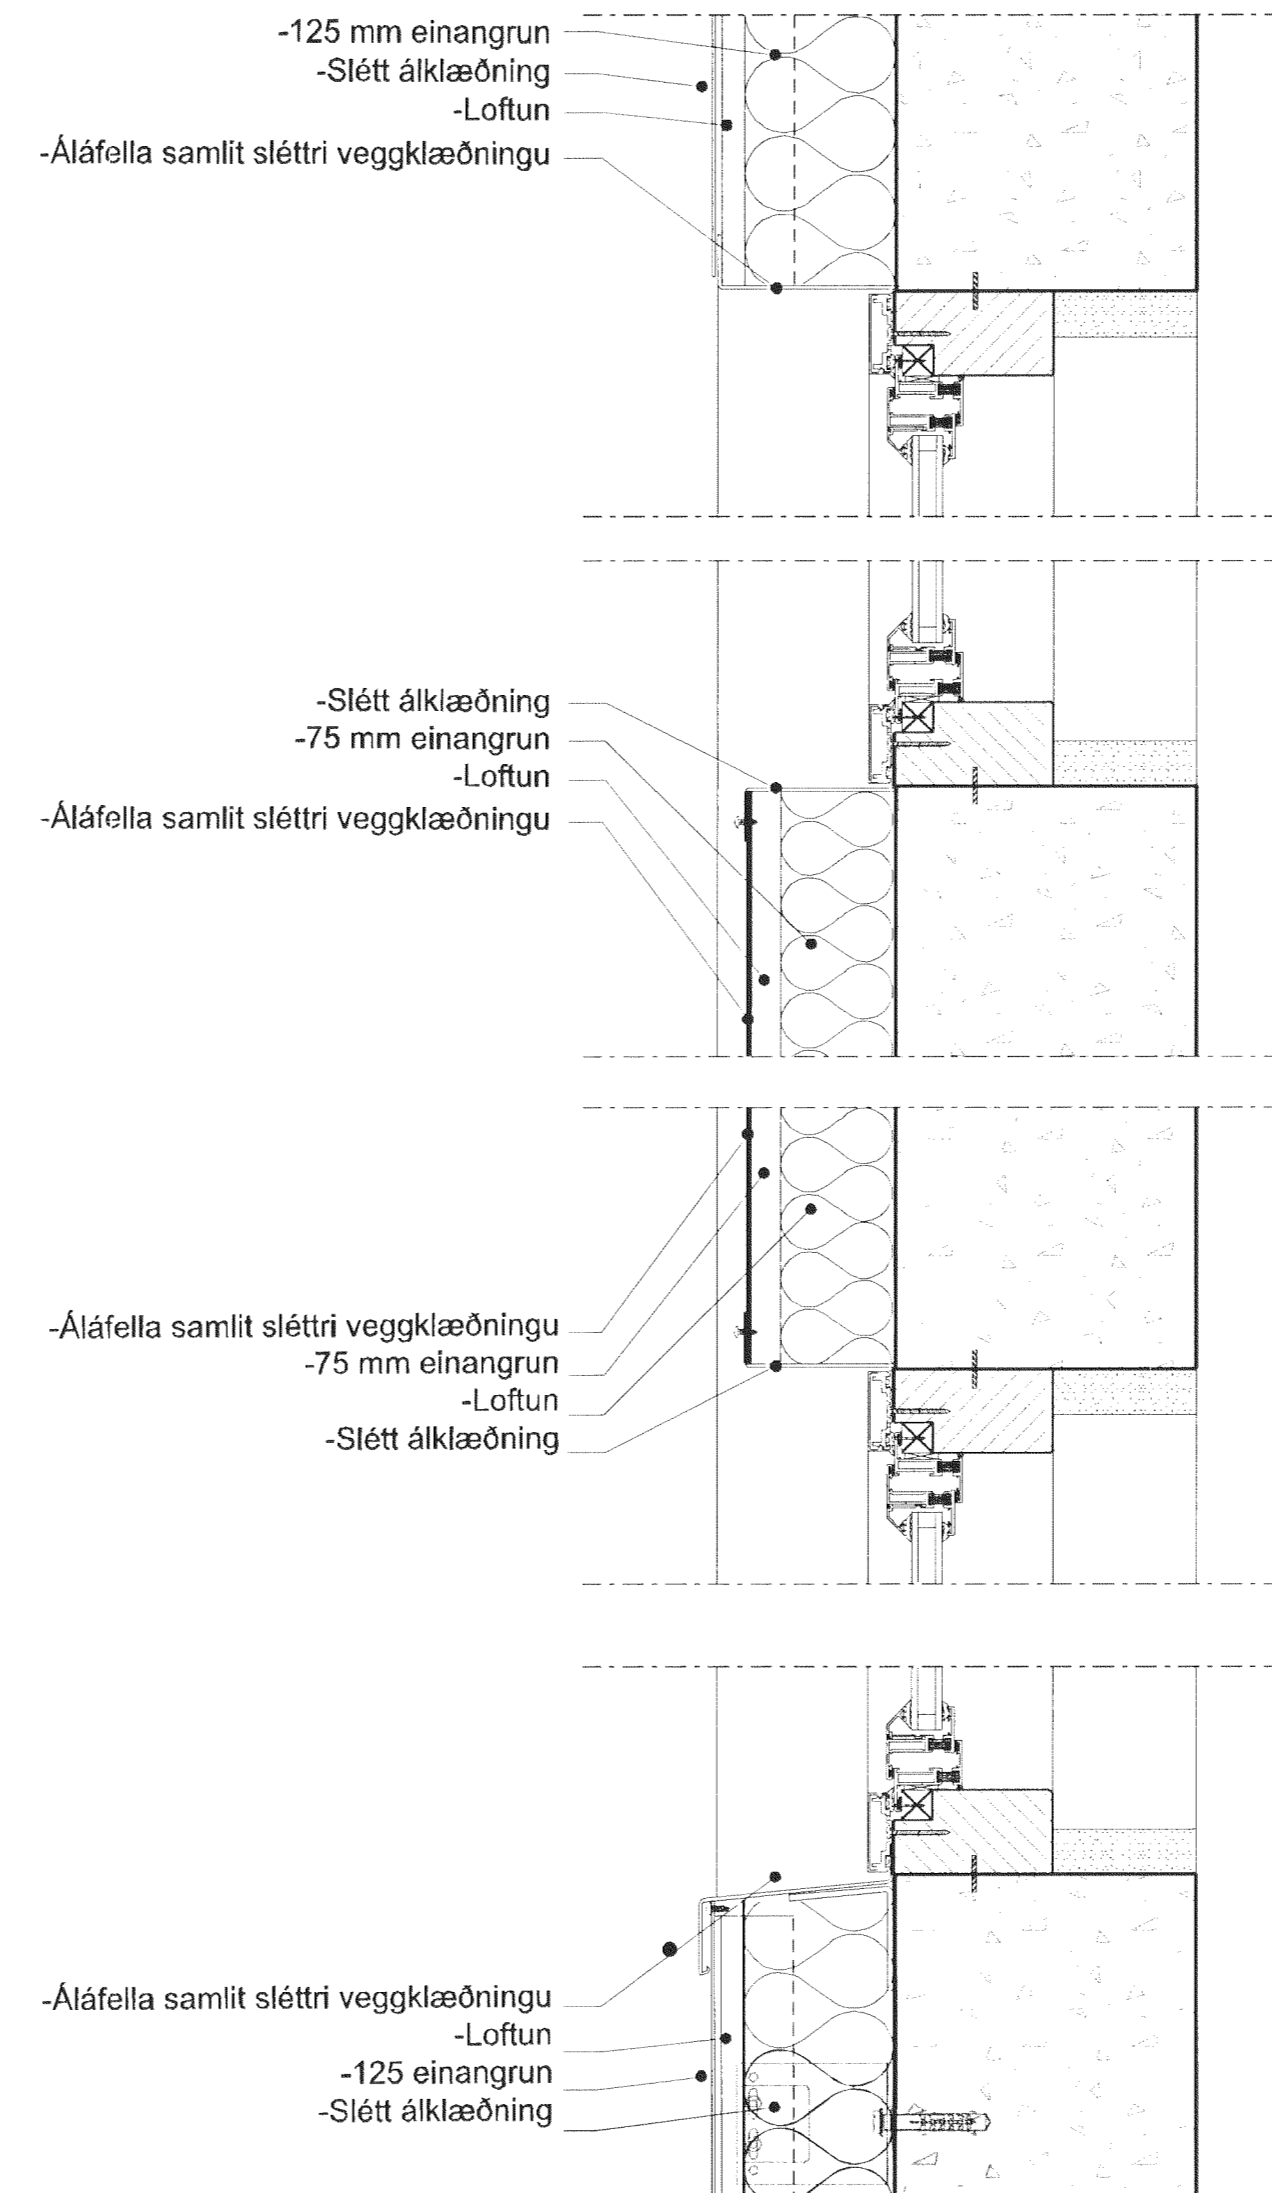 -125 mm einangrun
-Slétt álklæðning
-Loftun
-Áláfella samlit sléttri veggklæðningu
-Slétt álklæðning
-75 mm einangrun
-Loftun
-Áláfella samlit sléttri veggklæðningu
-Áláfella samlit sléttri veggklæðningu
-75 mm einangrun
-Loftun
-Slétt álklæðning
-Áláfella samlit sléttri veggklæðningu
-Loftun
-125 einangrun
-Slétt álklæðning